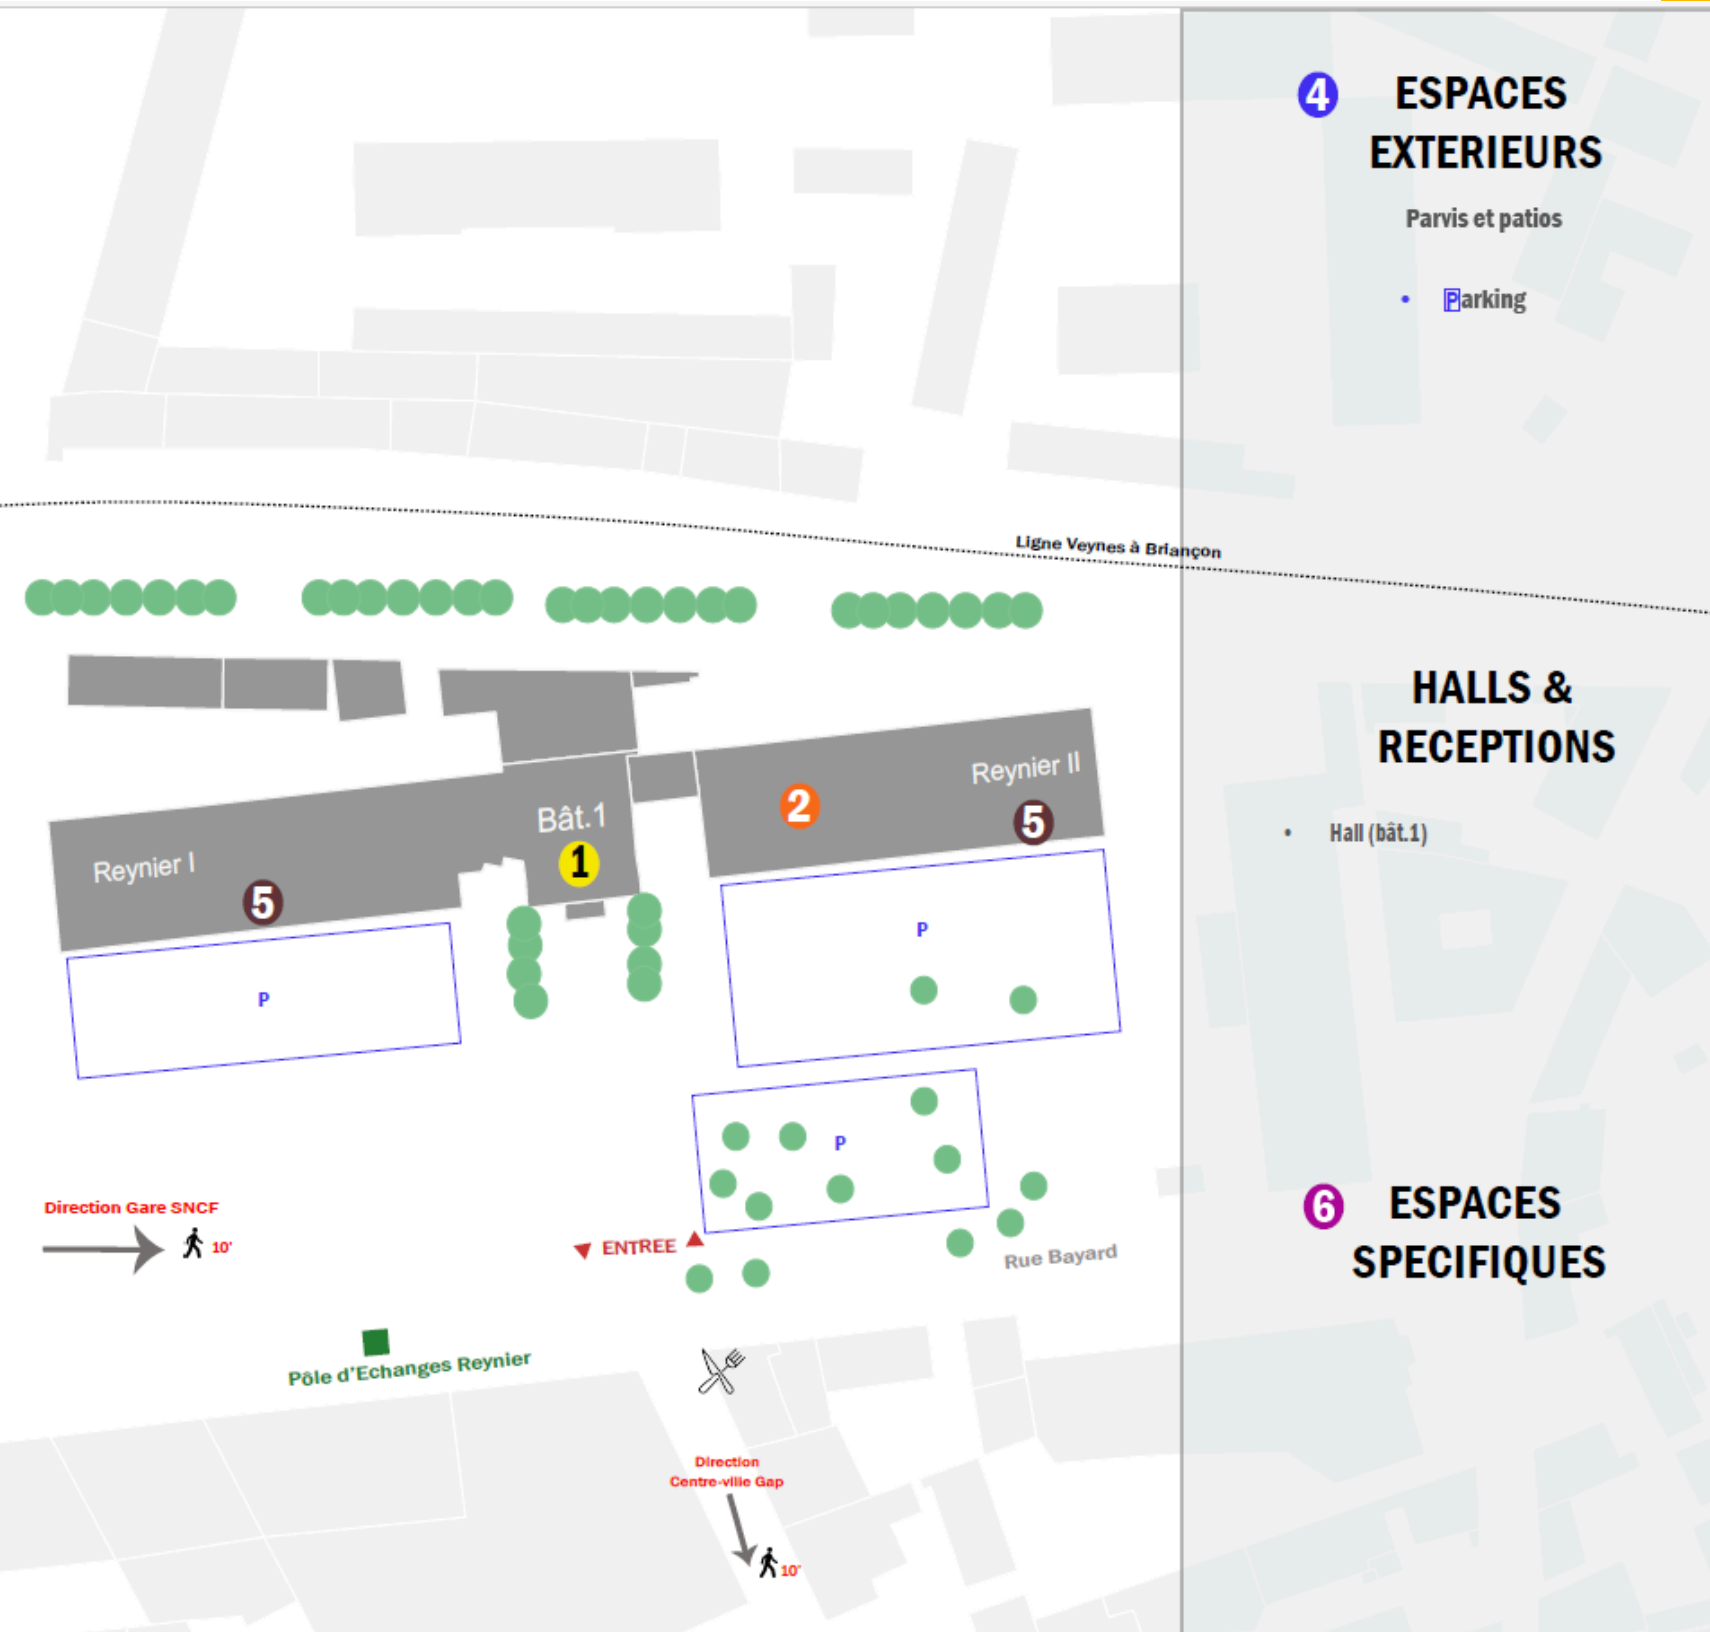 4 ESPACES
EXTERIEURS
Parvis et patios
• Parking
Ligne Veynes à Briançon
HALLS &
RECEPTIONS
• Hall (bât.1)
Reynier II
2
5
Bât.1
1
Reynier I
5
P
P
P
6 ESPACES
SPECIFIQUES
Direction Gare SNCF
10'
ENTREE
Rue Bayard
Pôle d'Echanges Reynier
Direction
Centre-ville Gap
10'